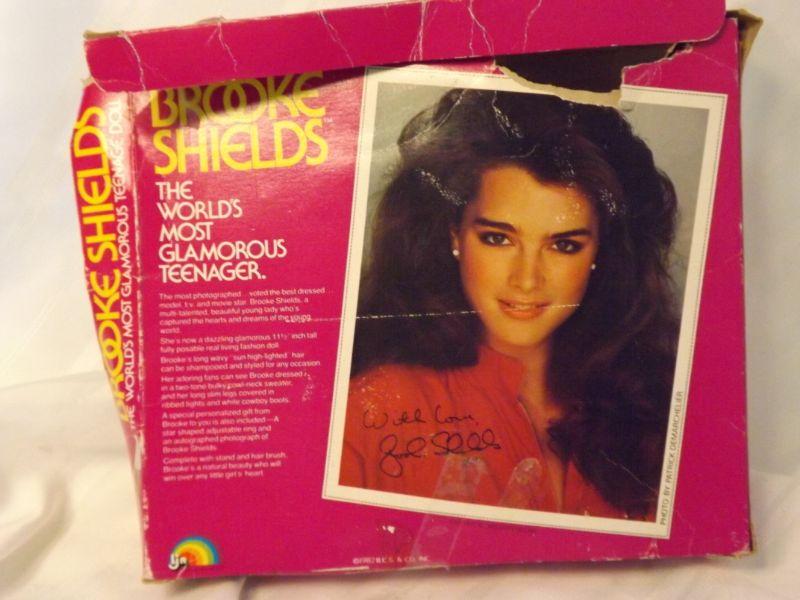 BROOKE SHIELDS
THE WORLD'S MOST GLAMOROUS TEENAGE DOLL
BROOKE
SHIELDS™
THE
WORLD'S
MOST
GLAMOROUS
TEENAGER.
The most photographed... voted the best dressed...
model, t.v. and movie star. Brooke Shields, a
multi-talented, beautiful young lady who's
captured the hearts and dreams of the young
world.
She's now a dazzling glamorous 11½" inch tall
fully posable real living fashion doll.
Brooke's long wavy "sun high-lighted" hair
can be shampooed and styled for any occasion.
Her adoring fans can see Brooke dressed
in a two-tone bulky cowl-neck sweater,
and her long slim legs covered in
ribbed tights and white cowboy boots.
A special personalized gift from
Brooke to you is also included—A
star shaped adjustable ring and
an autographed photograph of
Brooke Shields.
Complete with stand and hair brush.
Brooke's a natural beauty who will
win over any little girl's heart.
With love,
Brooke Shields
PHOTO BY PATRICK DEMARCHELIER
LJN
©1982 B.C.S. & CO. INC.